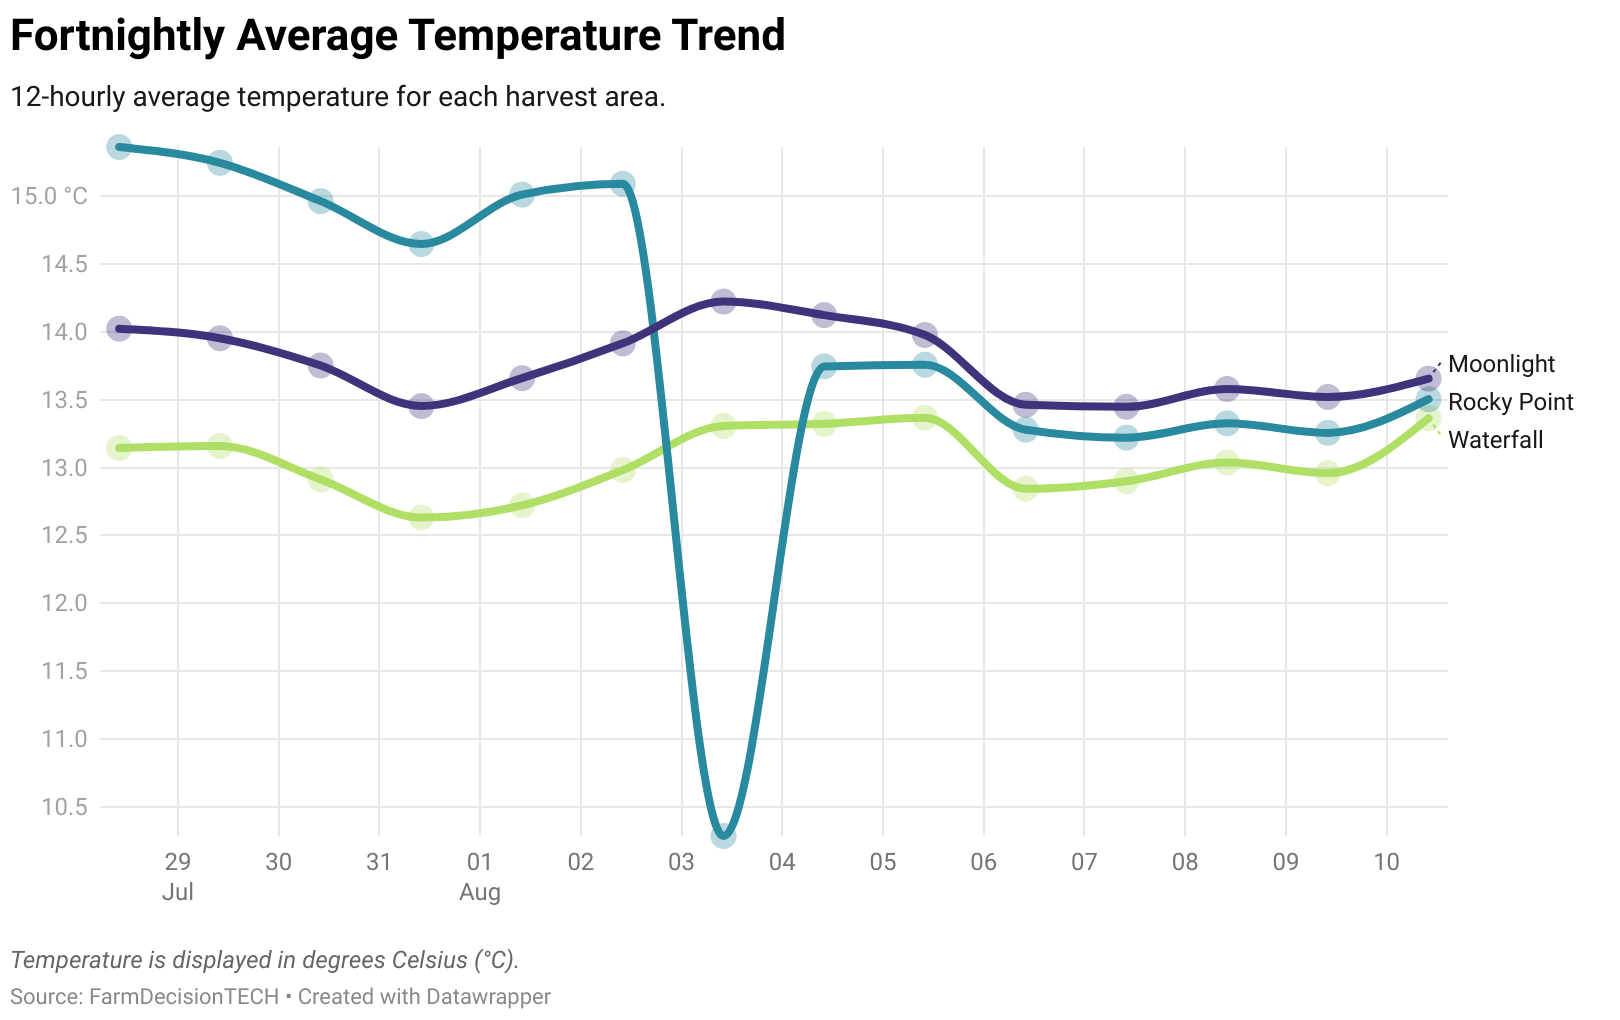 Fortnightly Average Temperature Trend
12-hourly average temperature for each harvest area.
15.0 °C
14.5
14.0
13.5
13.0
12.5
12.0
11.5
11.0
10.5
Moonlight
Rocky Point
Waterfall
29 30 31 01 02 03 04 05 06 07 08 09 10
Jul Aug
Temperature is displayed in degrees Celsius (°C).
Source: FarmDecisionTECH • Created with Datawrapper